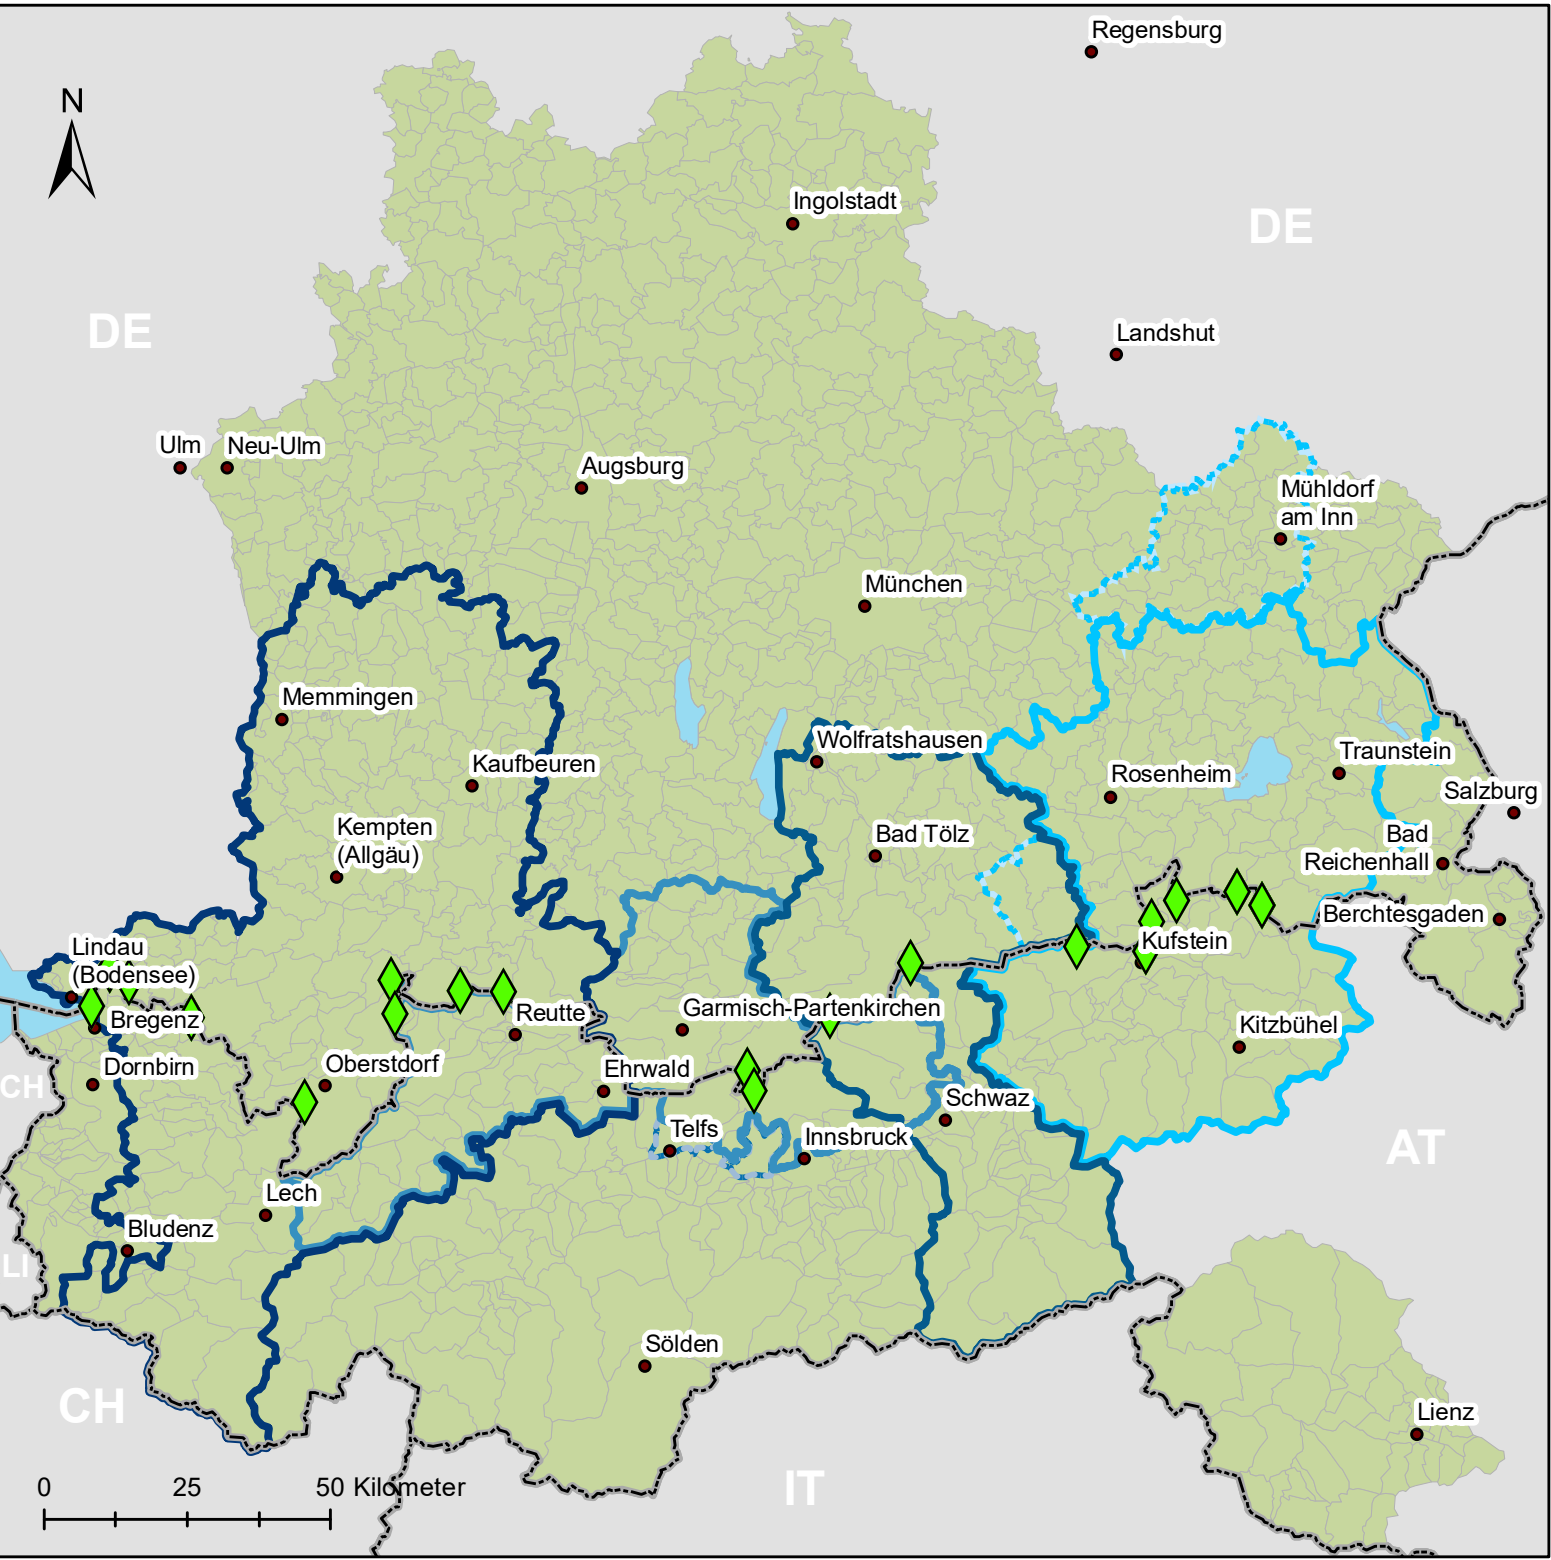 Regensburg
N
Ingolstadt
DE
DE
Landshut
Ulm
Neu-Ulm
Augsburg
Mühldorf
am Inn
München
Memmingen
Kaufbeuren
Wolfratshausen
Traunstein
Rosenheim
Salzburg
Kempten
(Allgäu)
Bad Tölz
Bad
Reichenhall
Berchtesgaden
Lindau
(Bodensee)
Kufstein
Bregenz
Reutte
Garmisch-Partenkirchen
Kitzbühel
Dornbirn
Oberstdorf
Ehrwald
CH
Schwaz
Telfs
Innsbruck
AT
Lech
Bludenz
LI
Sölden
CH
Lienz
IT
0 25 50 Kilometer